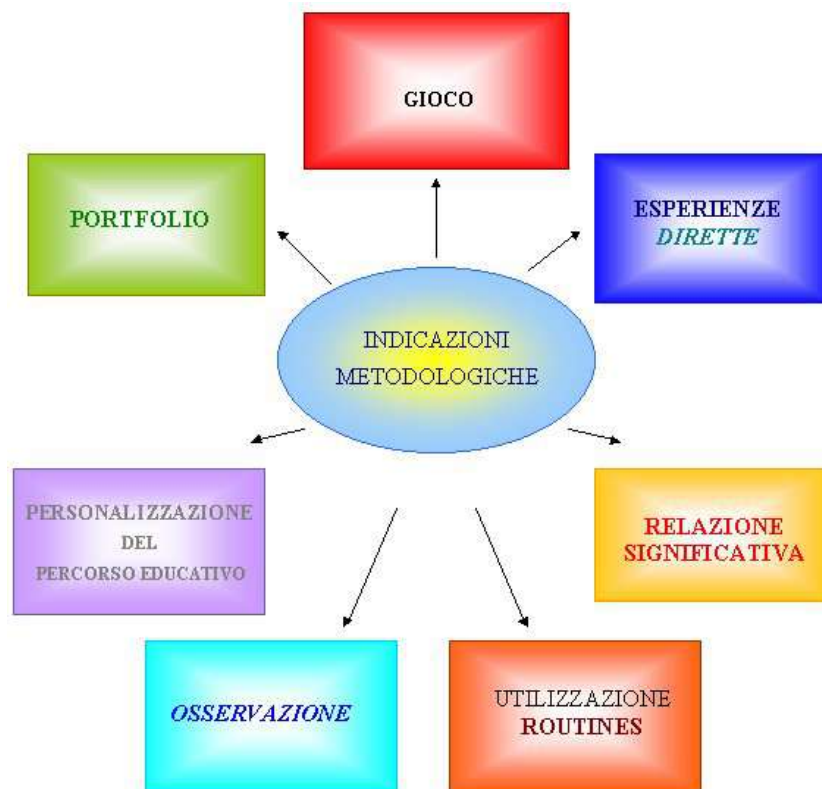 GIOCO
PORTFOLIO
ESPERIENZE
DIRETTE
INDICAZIONI
METODOLOGICHE
PERSONALIZZAZIONE
DEL
PERCORSO EDUCATIVO
RELAZIONE
SIGNIFICATIVA
OSSERVAZIONE
UTILIZZAZIONE
ROUTINES